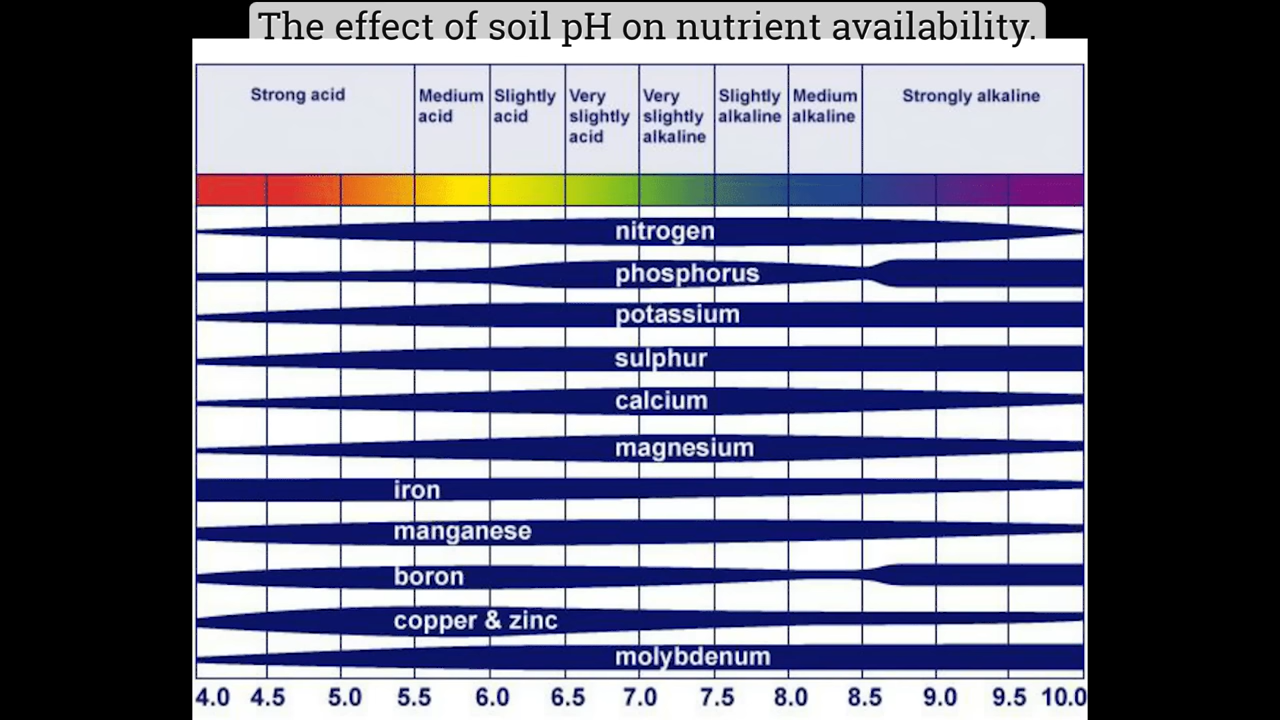 The effect of soil pH on nutrient availability.
Strong acid
Medium
acid
Slightly
acid
Very
slightly
acid
Very
slightly
alkaline
Slightly
alkaline
Medium
alkaline
Strongly alkaline
nitrogen
phosphorus
potassium
sulphur
calcium
magnesium
iron
manganese
boron
copper & zinc
molybdenum
4.0 4.5 5.0 5.5 6.0 6.5 7.0 7.5 8.0 8.5 9.0 9.5 10.0